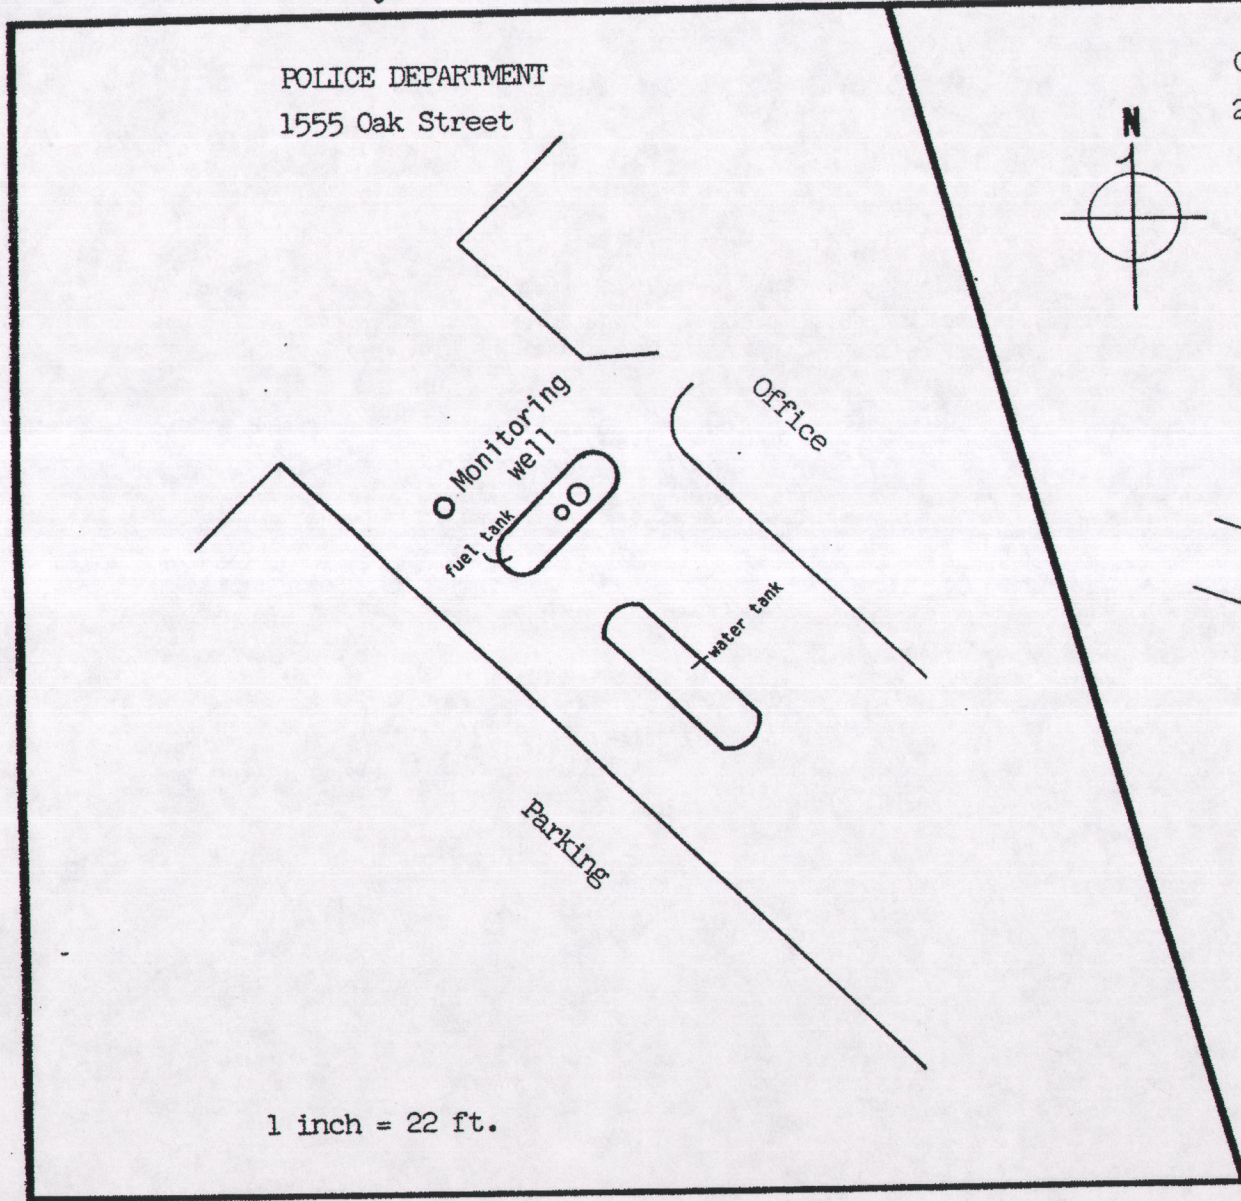 POLICE DEPARTMENT
1555 Oak Street
N
Office
Monitoring
well
fuel tank
water tank
Parking
1 inch = 22 ft.